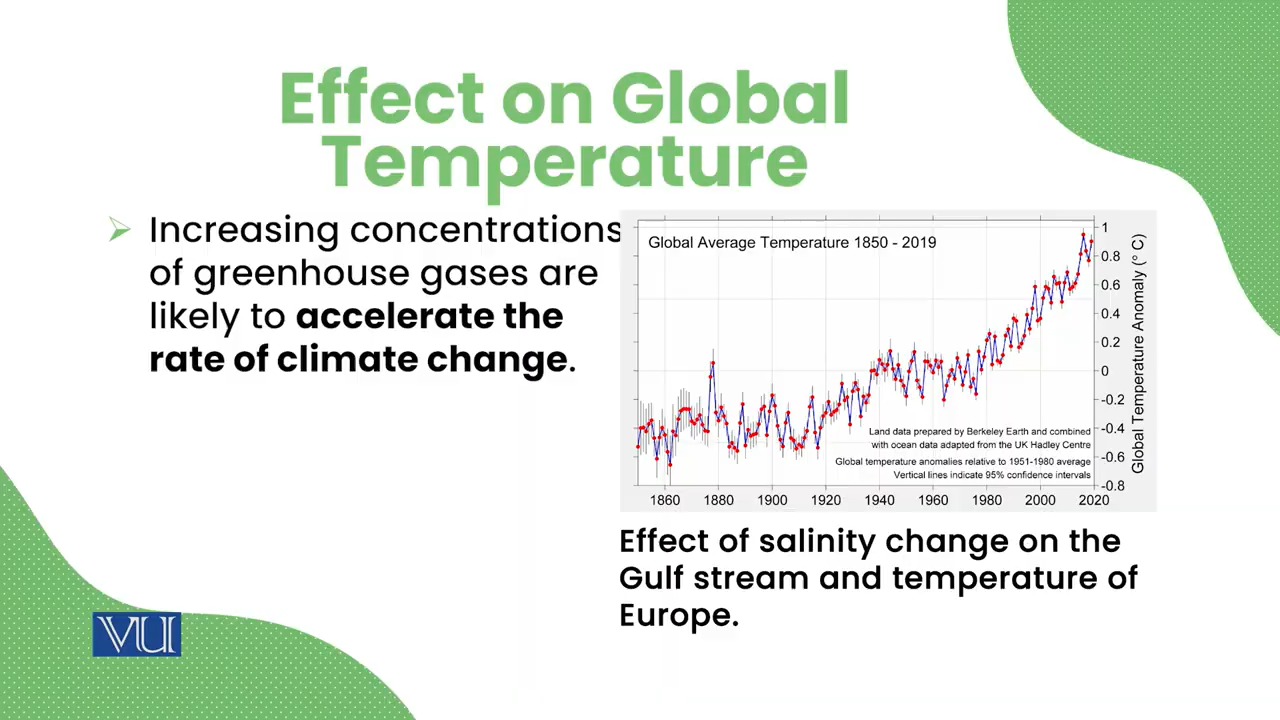 Effect on Global
Temperature
Increasing concentrations
of greenhouse gases are
likely to accelerate the
rate of climate change.
Global Average Temperature 1850 - 2019
1
0.8
0.6
0.4
0.2
0
-0.2
-0.4
-0.6
-0.8
Global Temperature Anomaly (° C)
Land data prepared by Berkeley Earth and combined
with ocean data adapted from the UK Hadley Centre
Global temperature anomalies relative to 1951-1980 average
Vertical lines indicate 95% confidence intervals
1860 1880 1900 1920 1940 1960 1980 2000 2020
Effect of salinity change on the
Gulf stream and temperature of
Europe.
VU